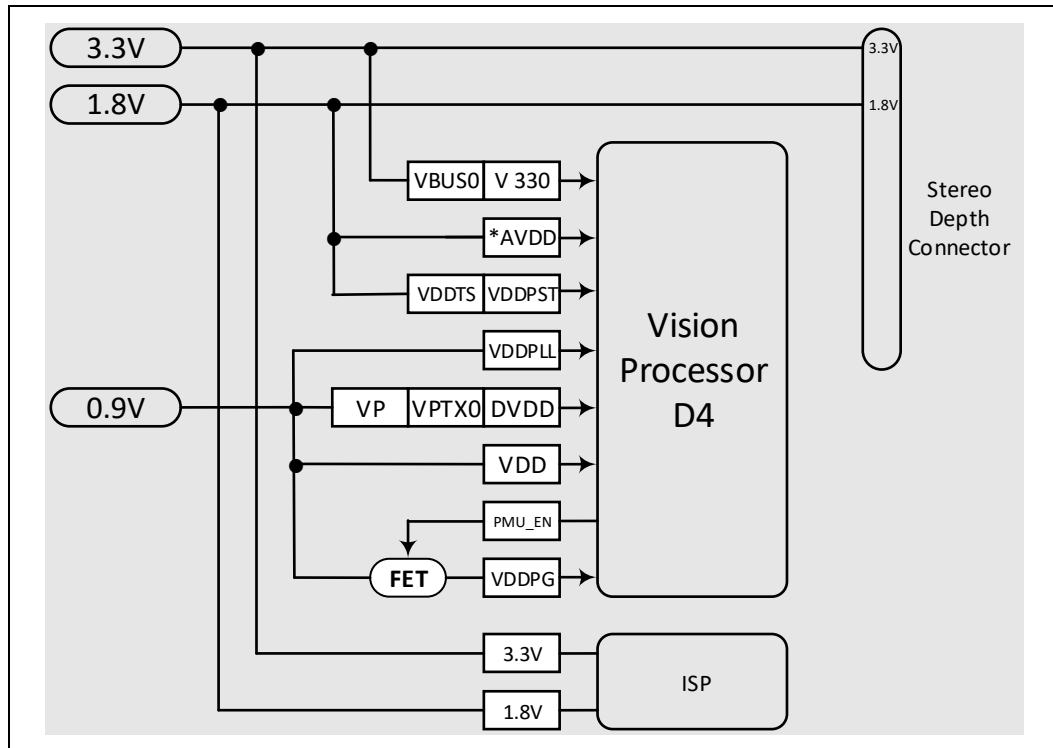 3.3V
3.3V
1.8V
1.8V
VBUS0 V 330
Stereo
Depth
Connector
*AVDD
VDDTS VDDPST
Vision
Processor
D4
VDDPLL
0.9V
VP VPTX0 DVDD
VDD
PMU_EN
FET
VDDPG
3.3V
ISP
1.8V